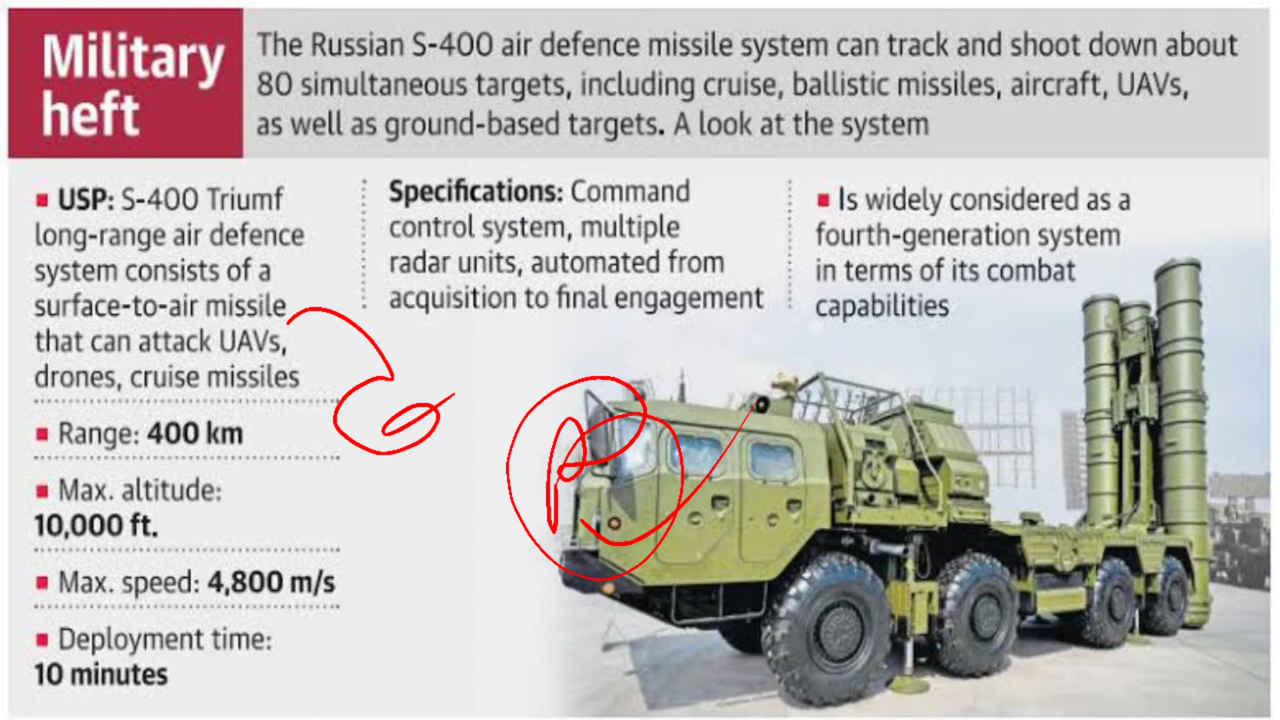 Military
heft
The Russian S-400 air defence missile system can track and shoot down about
80 simultaneous targets, including cruise, ballistic missiles, aircraft, UAVs,
as well as ground-based targets. A look at the system
▪ USP: S-400 Triumf
long-range air defence
system consists of a
surface-to-air missile
that can attack UAVs,
drones, cruise missiles
▪ Range: 400 km
▪ Max. altitude:
10,000 ft.
▪ Max. speed: 4,800 m/s
▪ Deployment time:
10 minutes
Specifications: Command
control system, multiple
radar units, automated from
acquisition to final engagement
▪ Is widely considered as a
fourth-generation system
in terms of its combat
capabilities